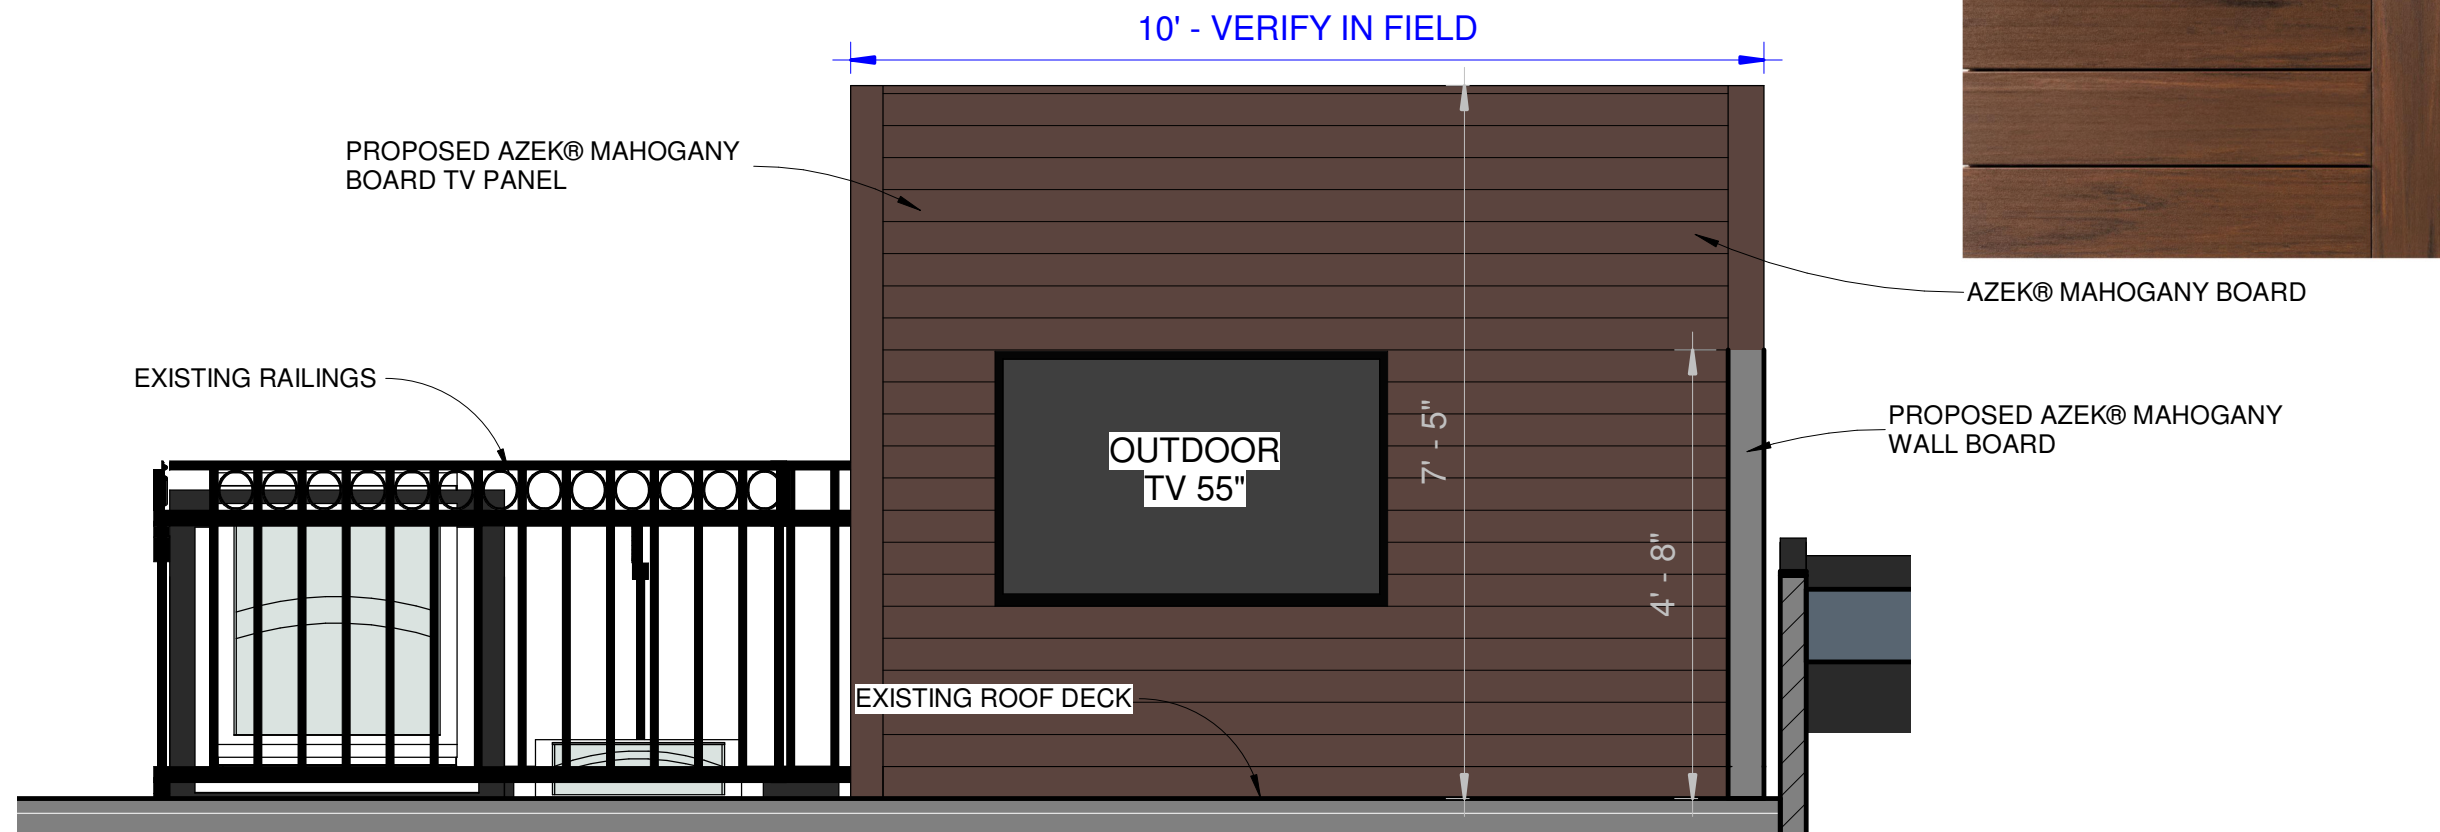 10' - VERIFY IN FIELD
PROPOSED AZEK® MAHOGANY
BOARD TV PANEL
AZEK® MAHOGANY BOARD
EXISTING RAILINGS
OUTDOOR
TV 55"
7' - 5"
PROPOSED AZEK® MAHOGANY
WALL BOARD
4' - 8"
EXISTING ROOF DECK